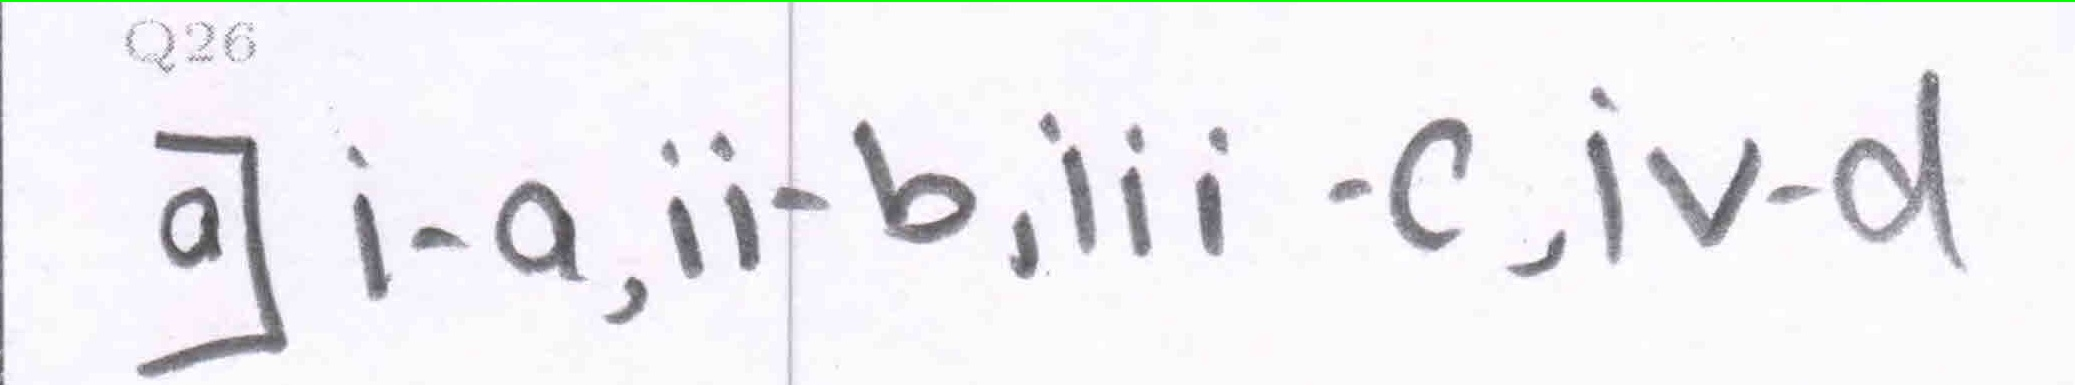 Q26
a] i-a, ii-b, iii -c, iv-d